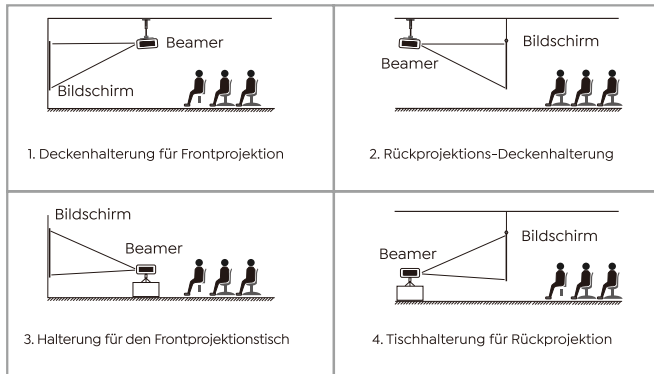 Beamer
Bildschirm
1. Deckenhalterung für Frontprojektion
Bildschirm
Beamer
2. Rückprojektions-Deckenhalterung
Bildschirm
Beamer
3. Halterung für den Frontprojektionstisch
Bildschirm
Beamer
4. Tischhalterung für Rückprojektion